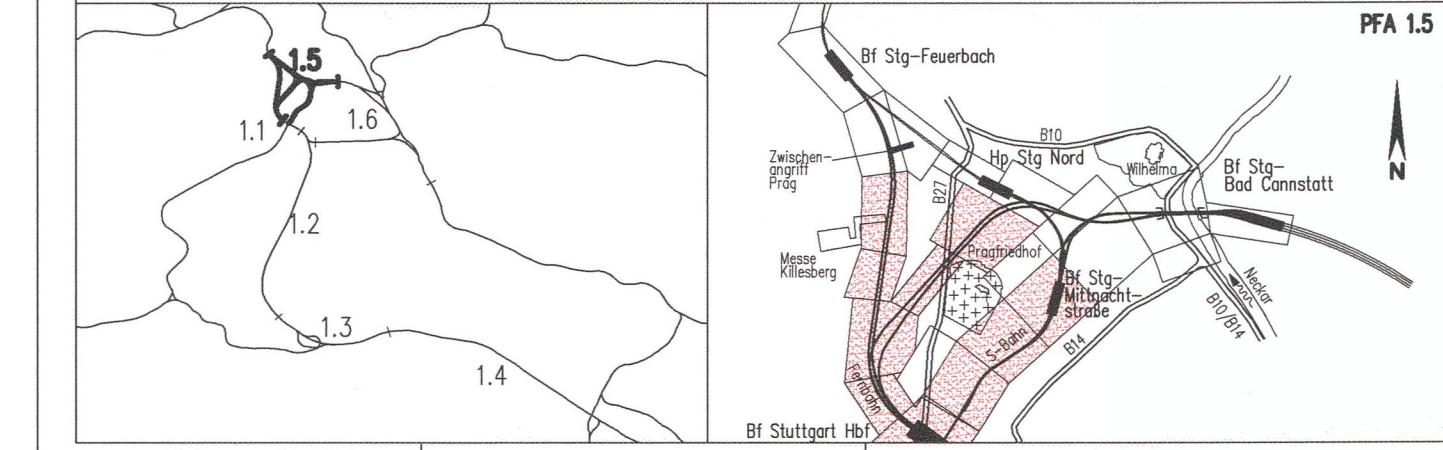 1.5
1.1
1.6
1.2
1.3
1.4
PFA 1.5
Bf Stg-Feuerbach
N
B10
Zwischen-
angriff
Prag
Hp Stg Nord
Wilhelma
Bf Stg-
Bad Cannstatt
B27
Messe
Killesberg
Pragfriedhof
Bf Stg-
Mittnacht-
straße
Neckar
B10/B14
S-Bahn
B14
Fernbahn
Bf Stuttgart Hbf